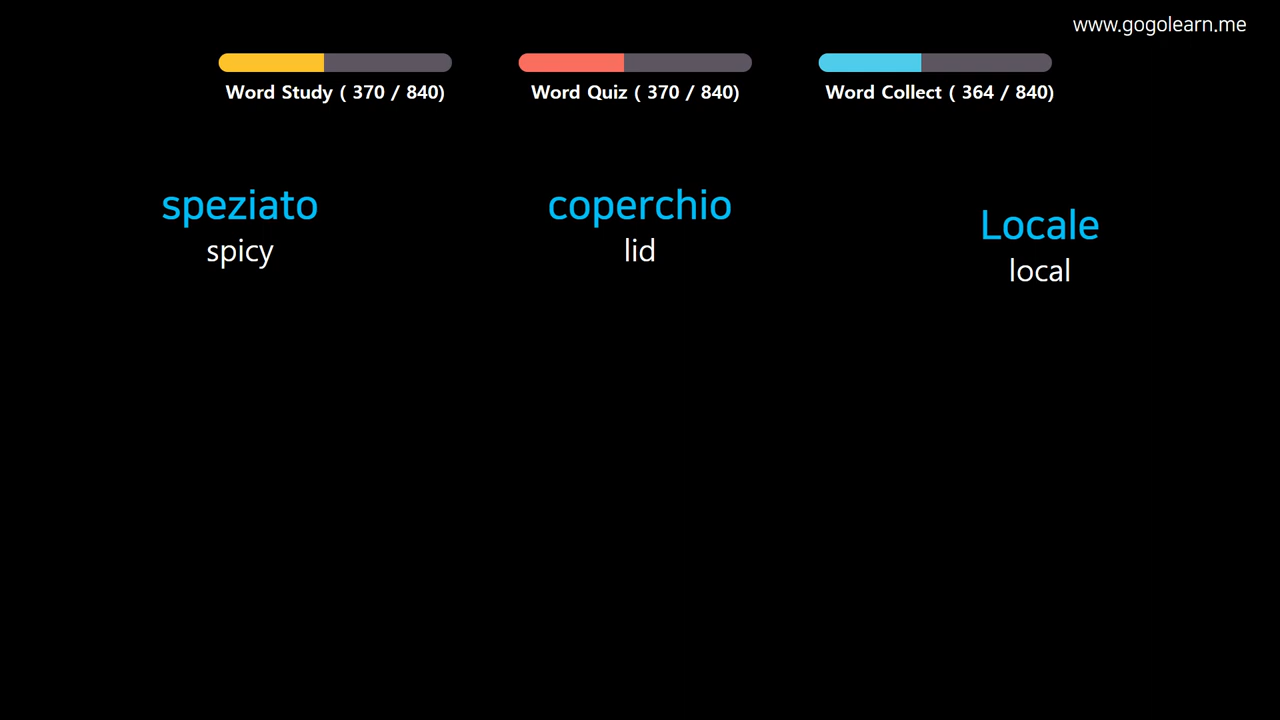 www.gogolearn.me
Word Study ( 370 / 840)
Word Quiz ( 370 / 840)
Word Collect ( 364 / 840)
speziato
spicy
coperchio
lid
Locale
local